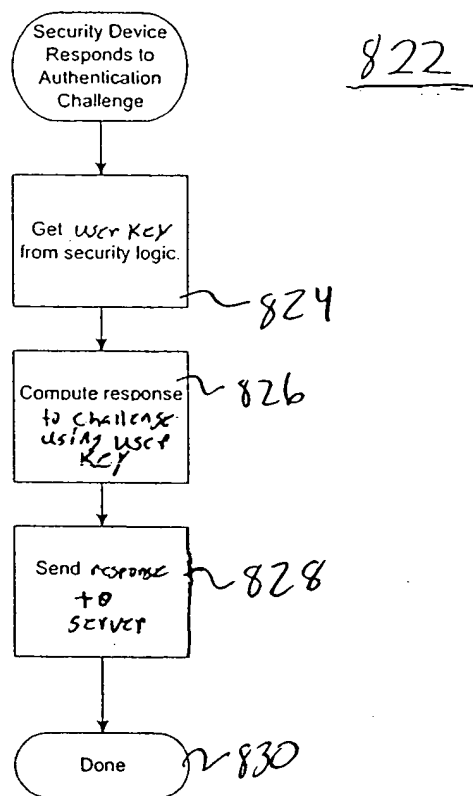 Security Device
Responds to
Authentication
Challenge
822
Get user key
from security logic.
824
Compute response
to challenge
using user
key
826
Send response
to
server
828
Done
830